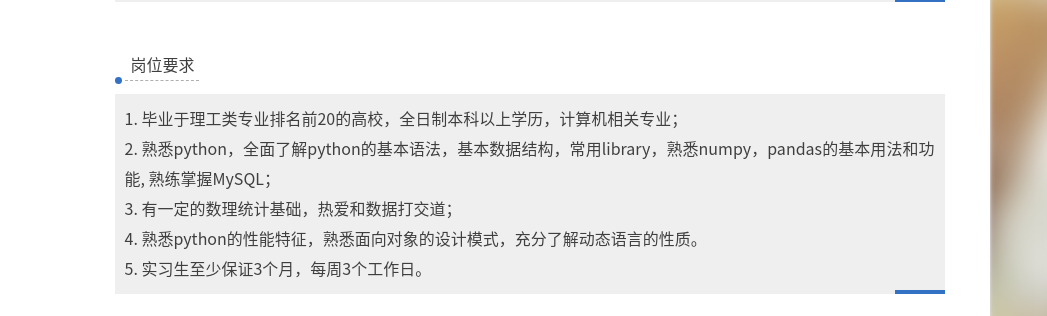 岗位要求
1. 毕业于理工类专业排名前20的高校，全日制本科以上学历，计算机相关专业；
2. 熟悉python，全面了解python的基本语法，基本数据结构，常用library，熟悉numpy，pandas的基本用法和功
能, 熟练掌握MySQL；
3. 有一定的数理统计基础，热爱和数据打交道；
4. 熟悉python的性能特征，熟悉面向对象的设计模式，充分了解动态语言的性质。
5. 实习生至少保证3个月，每周3个工作日。